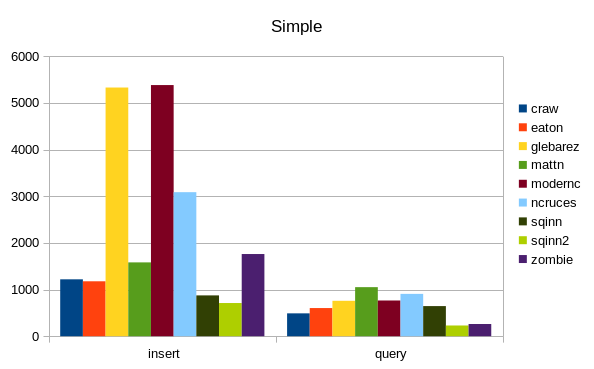 Simple
6000
5000
4000
3000
2000
1000
0
insert
query
craw
eaton
glebarez
mattn
modernc
ncruces
sqinn
sqinn2
zombie